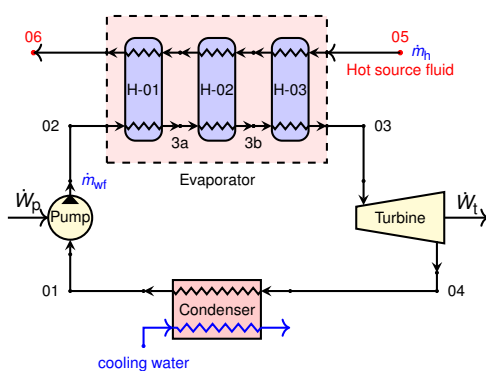 06
05
ṁh
Hot source fluid
H-01
H-02
H-03
02
3a
3b
03
Evaporator
ṁwf
Ẇp
Pump
Turbine
Ẇt
01
Condenser
04
cooling water